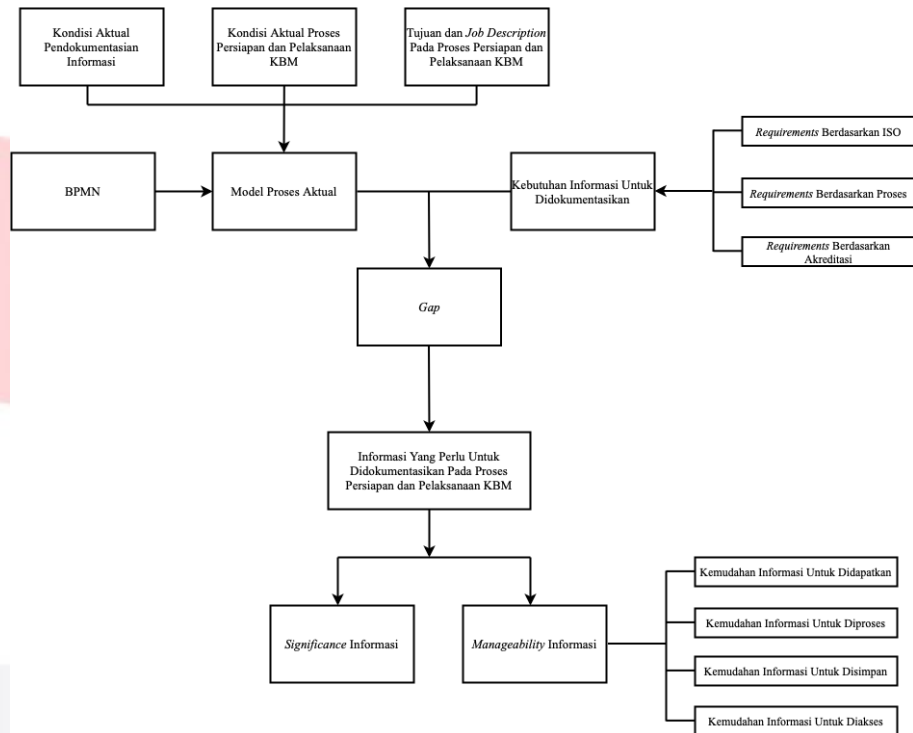 Kondisi Aktual
Pendokumentasian
Informasi
Kondisi Aktual Proses
Persiapan dan Pelaksanaan
KBM
Tujuan dan Job Description
Pada Proses Persiapan dan
Pelaksanaan KBM
BPMN
Model Proses Aktual
Kebutuhan Informasi Untuk
Didokumentasikan
Requirements Berdasarkan ISO
Requirements Berdasarkan Proses
Requirements Berdasarkan
Akreditasi
Gap
Informasi Yang Perlu Untuk
Didokumentasikan Pada Proses
Persiapan dan Pelaksanaan KBM
Significance Informasi
Manageability Informasi
Kemudahan Informasi Untuk Didapatkan
Kemudahan Informasi Untuk Diproses
Kemudahan Informasi Untuk Disimpan
Kemudahan Informasi Untuk Diakses